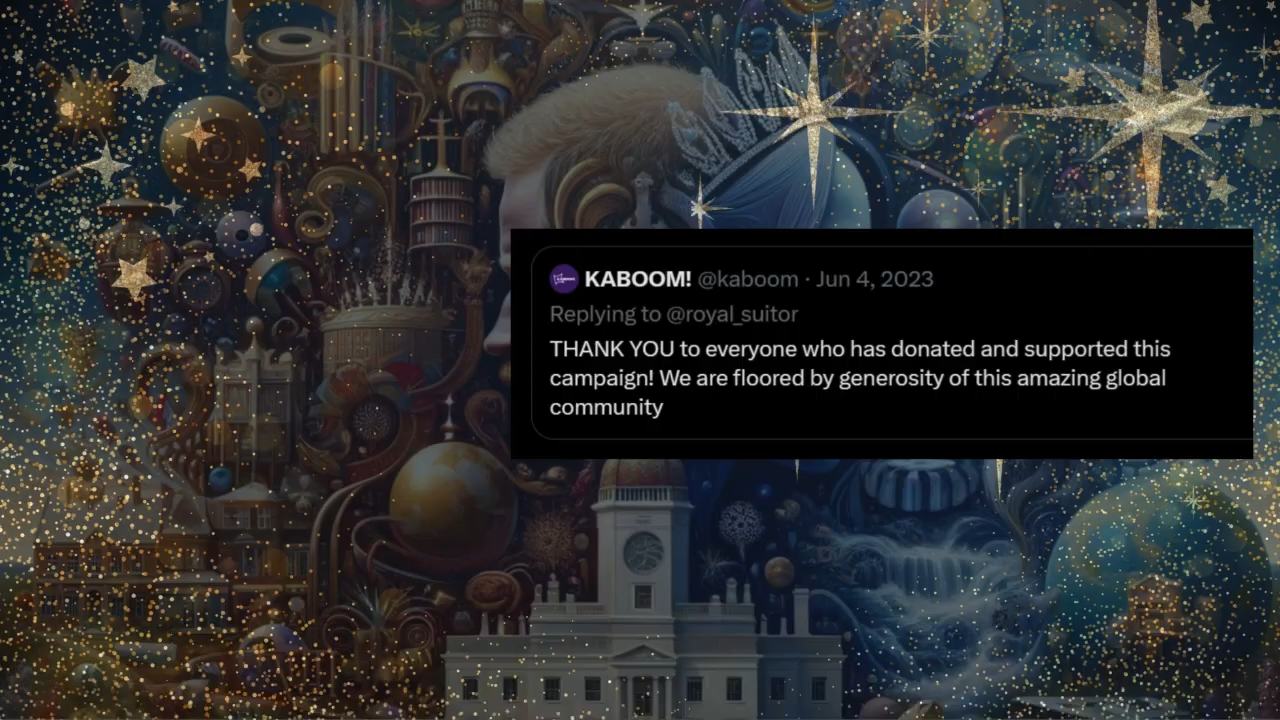 KABOOM! @kaboom · Jun 4, 2023
Replying to @royal_suitor
THANK YOU to everyone who has donated and supported this
campaign! We are floored by generosity of this amazing global
community